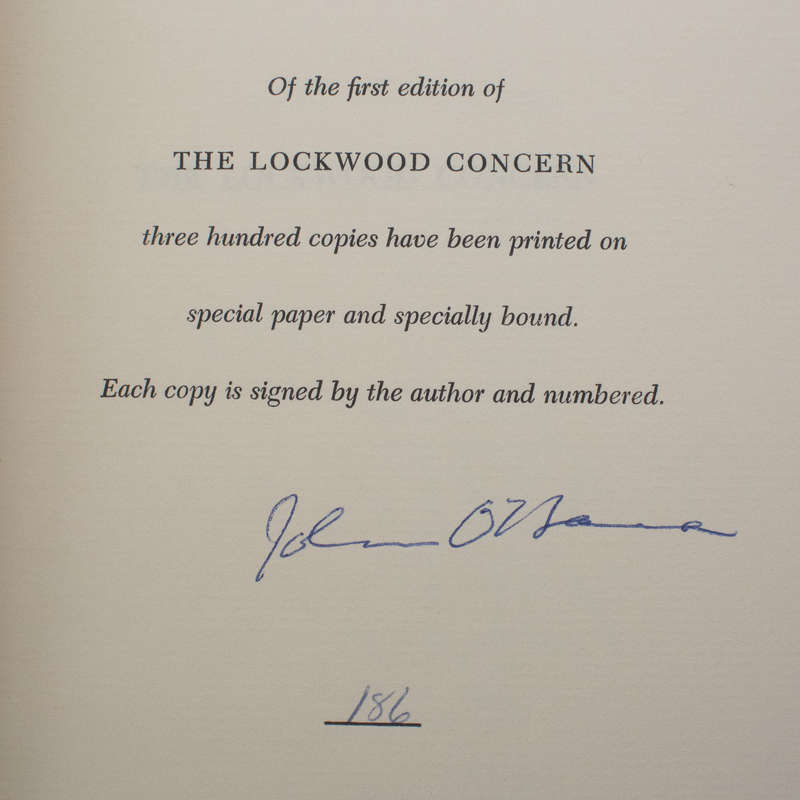 Of the first edition of
THE LOCKWOOD CONCERN
three hundred copies have been printed on
special paper and specially bound.
Each copy is signed by the author and numbered.
John O'Hara
186